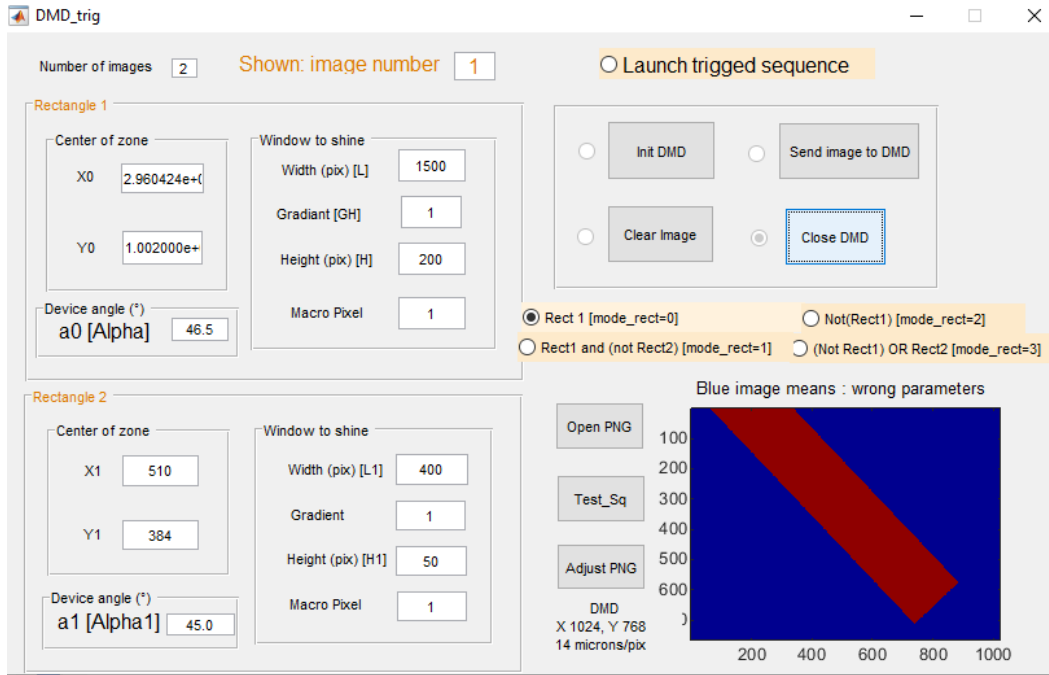 DMD_trig
Number of images 2 Shown: image number 1
Launch trigged sequence
Rectangle 1
Center of zone
X0 2.960424e+(
Y0 1.002000e+
Device angle (°)
a0 [Alpha] 46.5
Window to shine
Width (pix) [L] 1500
Gradiant [GH] 1
Height (pix) [H] 200
Macro Pixel 1
Init DMD
Send image to DMD
Clear Image
Close DMD
Rect 1 [mode_rect=0]
Not(Rect1) [mode_rect=2]
Rect1 and (not Rect2) [mode_rect=1]
(Not Rect1) OR Rect2 [mode_rect=3]
Rectangle 2
Center of zone
X1 510
Y1 384
Device angle (°)
a1 [Alpha1] 45.0
Window to shine
Width (pix) [L1] 400
Gradient 1
Height (pix) [H1] 50
Macro Pixel 1
Open PNG
Test_Sq
Adjust PNG
DMD
X 1024, Y 768
14 microns/pix
Blue image means : wrong parameters
100
200
300
400
500
600
200 400 600 800 1000